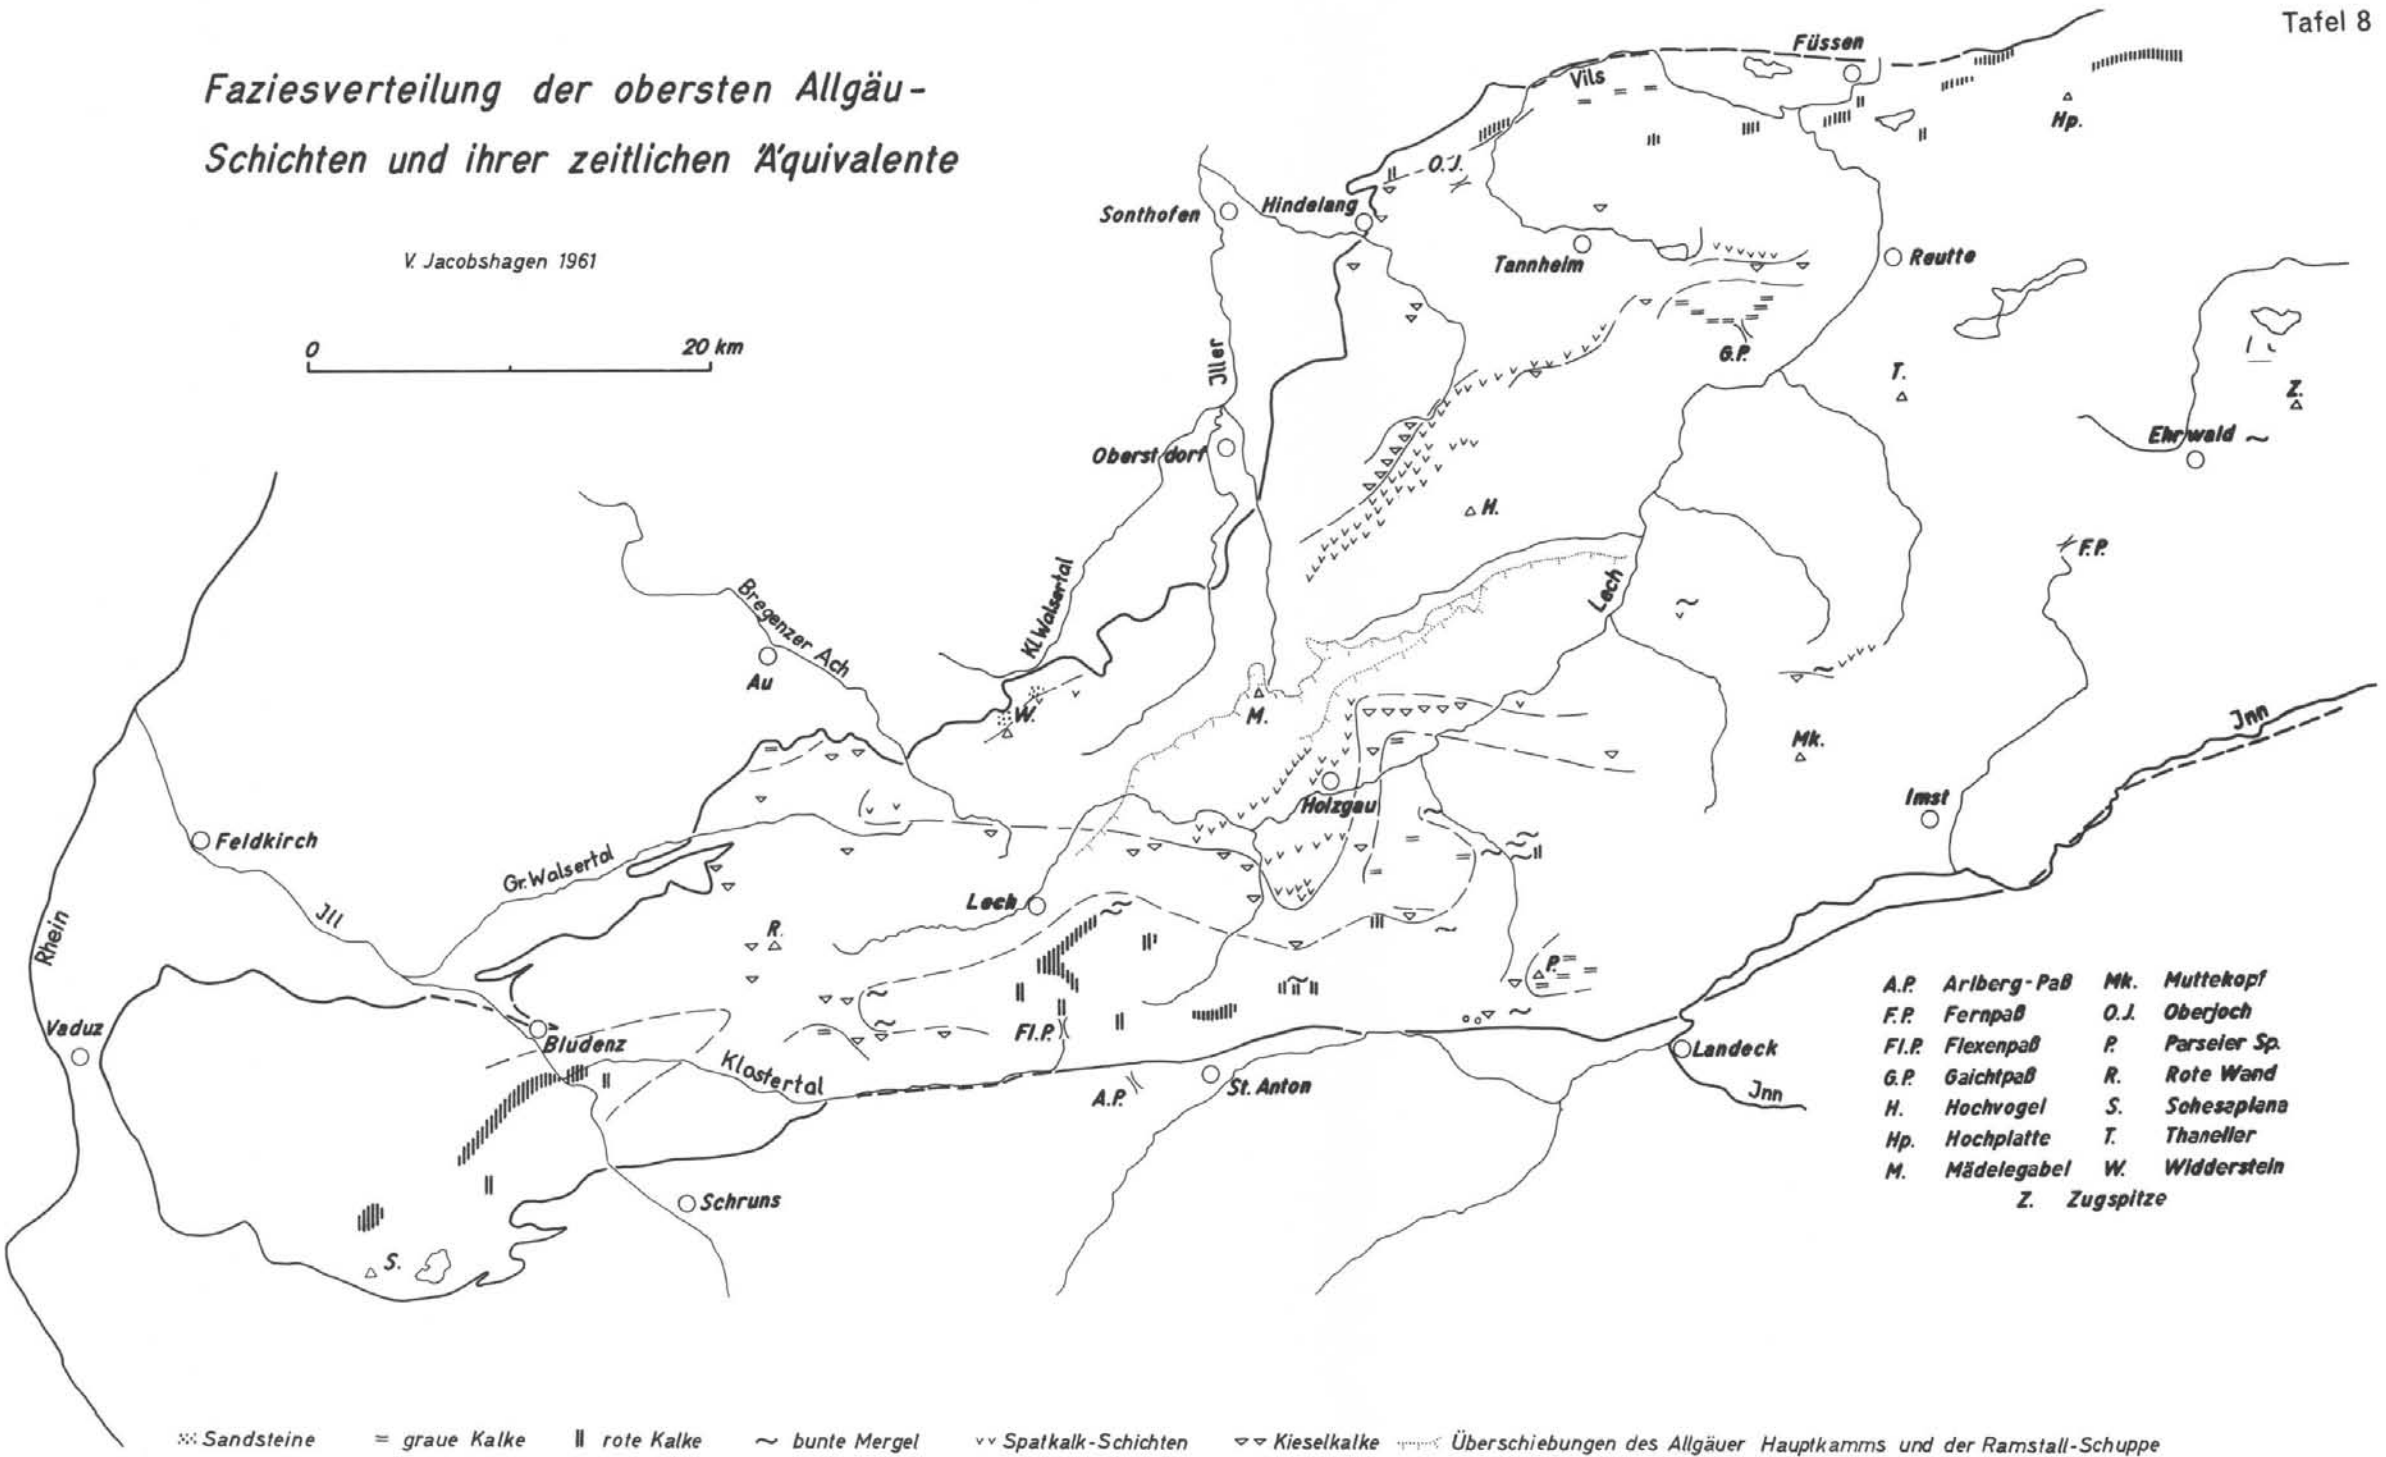 Tafel 8
Faziesverteilung der obersten Allgäu-
Schichten und ihrer zeitlichen Äquivalente
V. Jacobshagen 1961
0 20 km
Füssen
Vils
Hp.
O.J.
Sonthofen
Hindelang
Tannheim
Reutte
Iller
G.P.
T.
Z.
Ehrwald
Oberstdorf
H.
F.P.
Kl. Walsertal
Lech
Bregenzer Ach
Au
W.
M.
Mk.
Inn
Holzgau
Imst
Feldkirch
Gr. Walsertal
Ill
Lech
Rhein
R.
P.
Vaduz
Bludenz
Fl.P.
Klostertal
A.P.
St. Anton
Landeck
Inn
Schruns
S.
A.P. Arlberg-Paß Mk. Muttekopf
F.P. Fernpaß O.J. Oberjoch
Fl.P. Flexenpaß P. Parseier Sp.
G.P. Gaichtpaß R. Rote Wand
H. Hochvogel S. Schesaplana
Hp. Hochplatte T. Thaneller
M. Mädelegabel W. Widderstein
Z. Zugspitze
Sandsteine graue Kalke rote Kalke bunte Mergel Spatkalk-Schichten Kieselkalke Überschiebungen des Allgäuer Hauptkamms und der Ramstall-Schuppe